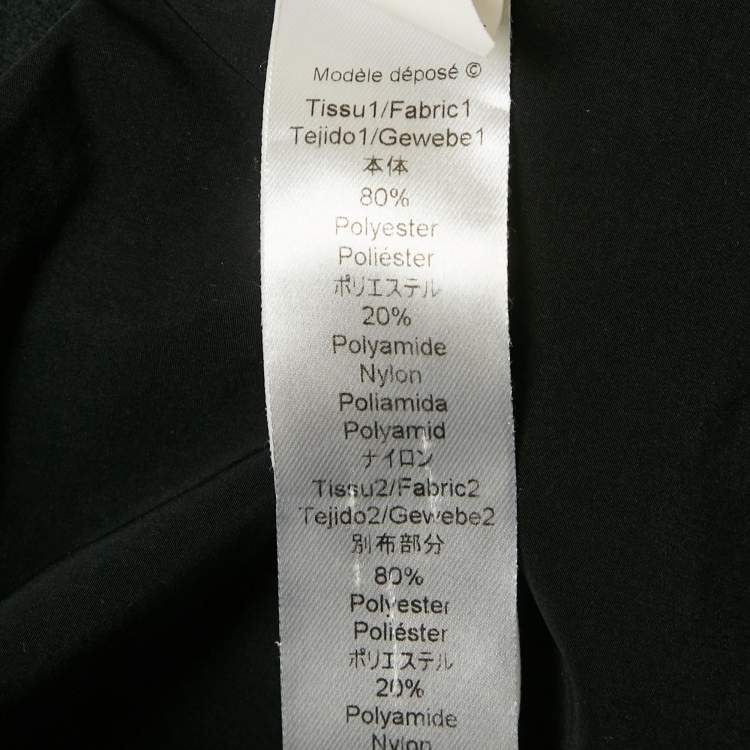 Modèle déposé ©
Tissu1/Fabric1
Tejido1/Gewebe1
本体
80%
Polyester
Poliéster
ポリエステル
20%
Polyamide
Nylon
Poliamida
Polyamid
ナイロン
Tissu2/Fabric2
Tejido2/Gewebe2
別布部分
80%
Polyester
Poliéster
ポリエステル
20%
Polyamide
Nylon